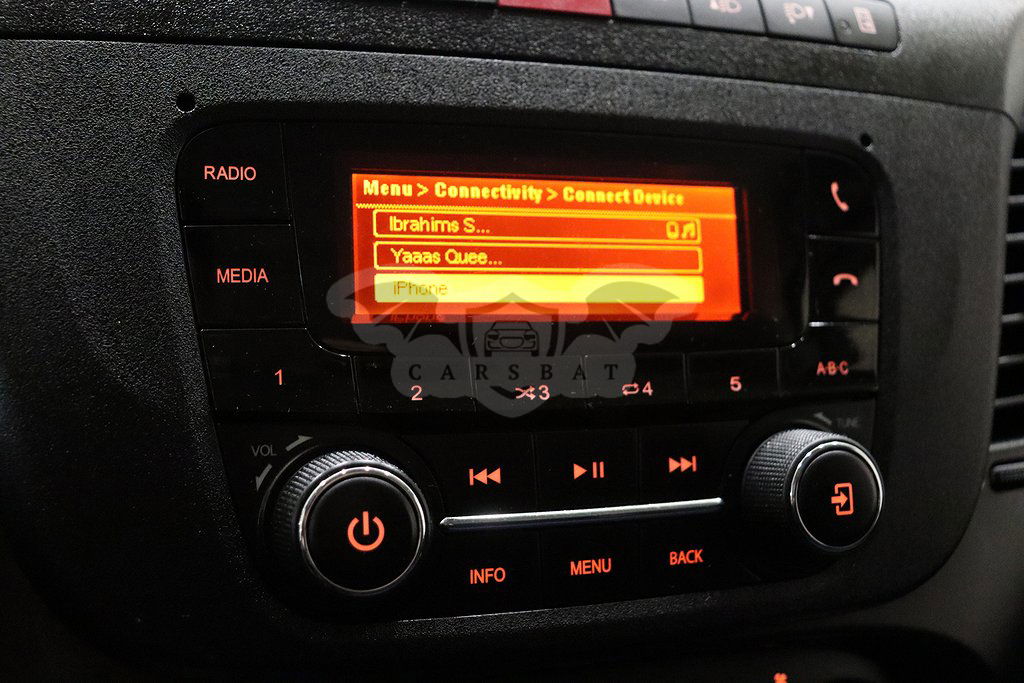 RADIO
Menu > Connectivity > Connect Device
Ibrahims S...
MEDIA
Yaaas Quee...
iPhone
CARSBAT
1
2
3
4
5
A-B-C
VOL
TUNE
INFO
MENU
BACK